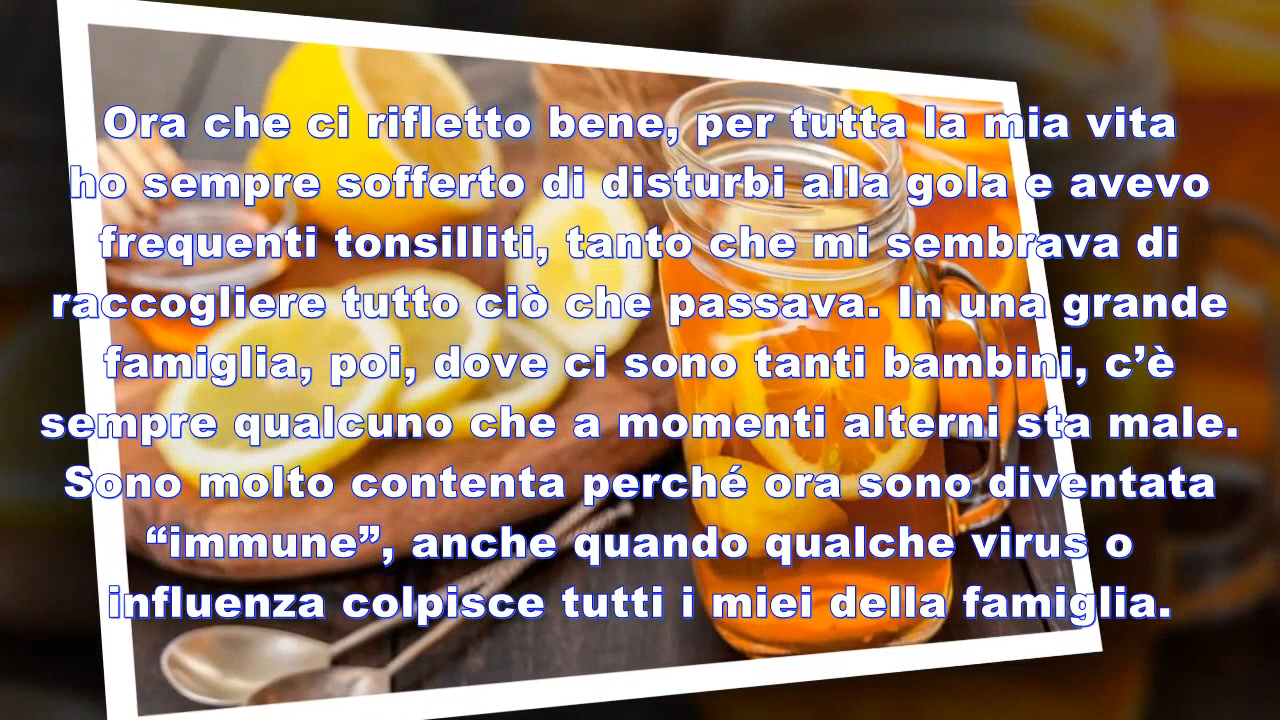 Ora che ci rifletto bene, per tutta la mia vita
ho sempre sofferto di disturbi alla gola e avevo
frequenti tonsilliti, tanto che mi sembrava di
raccogliere tutto ciò che passava. In una grande
famiglia, poi, dove ci sono tanti bambini, c’è
sempre qualcuno che a momenti alterni sta male.
Sono molto contenta perché ora sono diventata
“immune”, anche quando qualche virus o
influenza colpisce tutti i miei della famiglia.